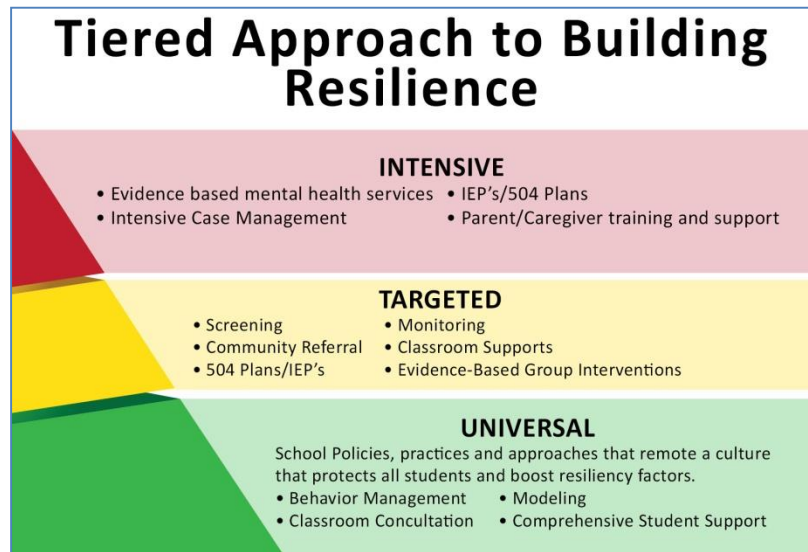 Tiered Approach to Building
Resilience
INTENSIVE
• Evidence based mental health services • IEP's/504 Plans
• Intensive Case Management • Parent/Caregiver training and support
TARGETED
• Screening • Monitoring
• Community Referral • Classroom Supports
• 504 Plans/IEP's • Evidence-Based Group Interventions
UNIVERSAL
School Policies, practices and approaches that remote a culture
that protects all students and boost resiliency factors.
• Behavior Management • Modeling
• Classroom Concultation • Comprehensive Student Support